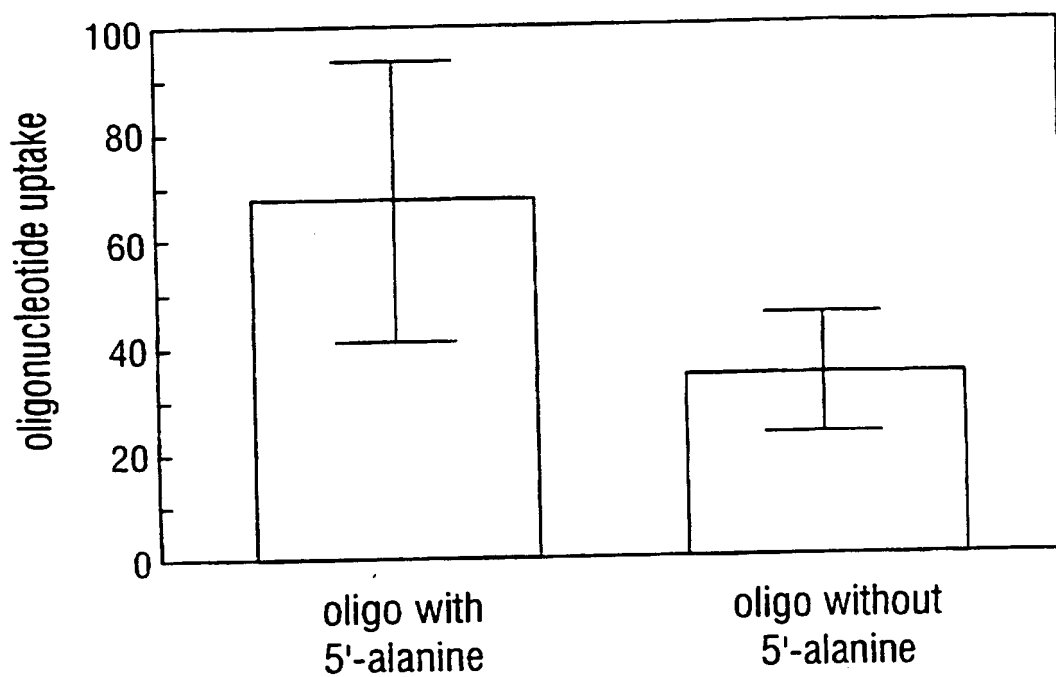 100
80
60
40
20
0
oligonucleotide uptake
oligo with
5'-alanine
oligo without
5'-alanine